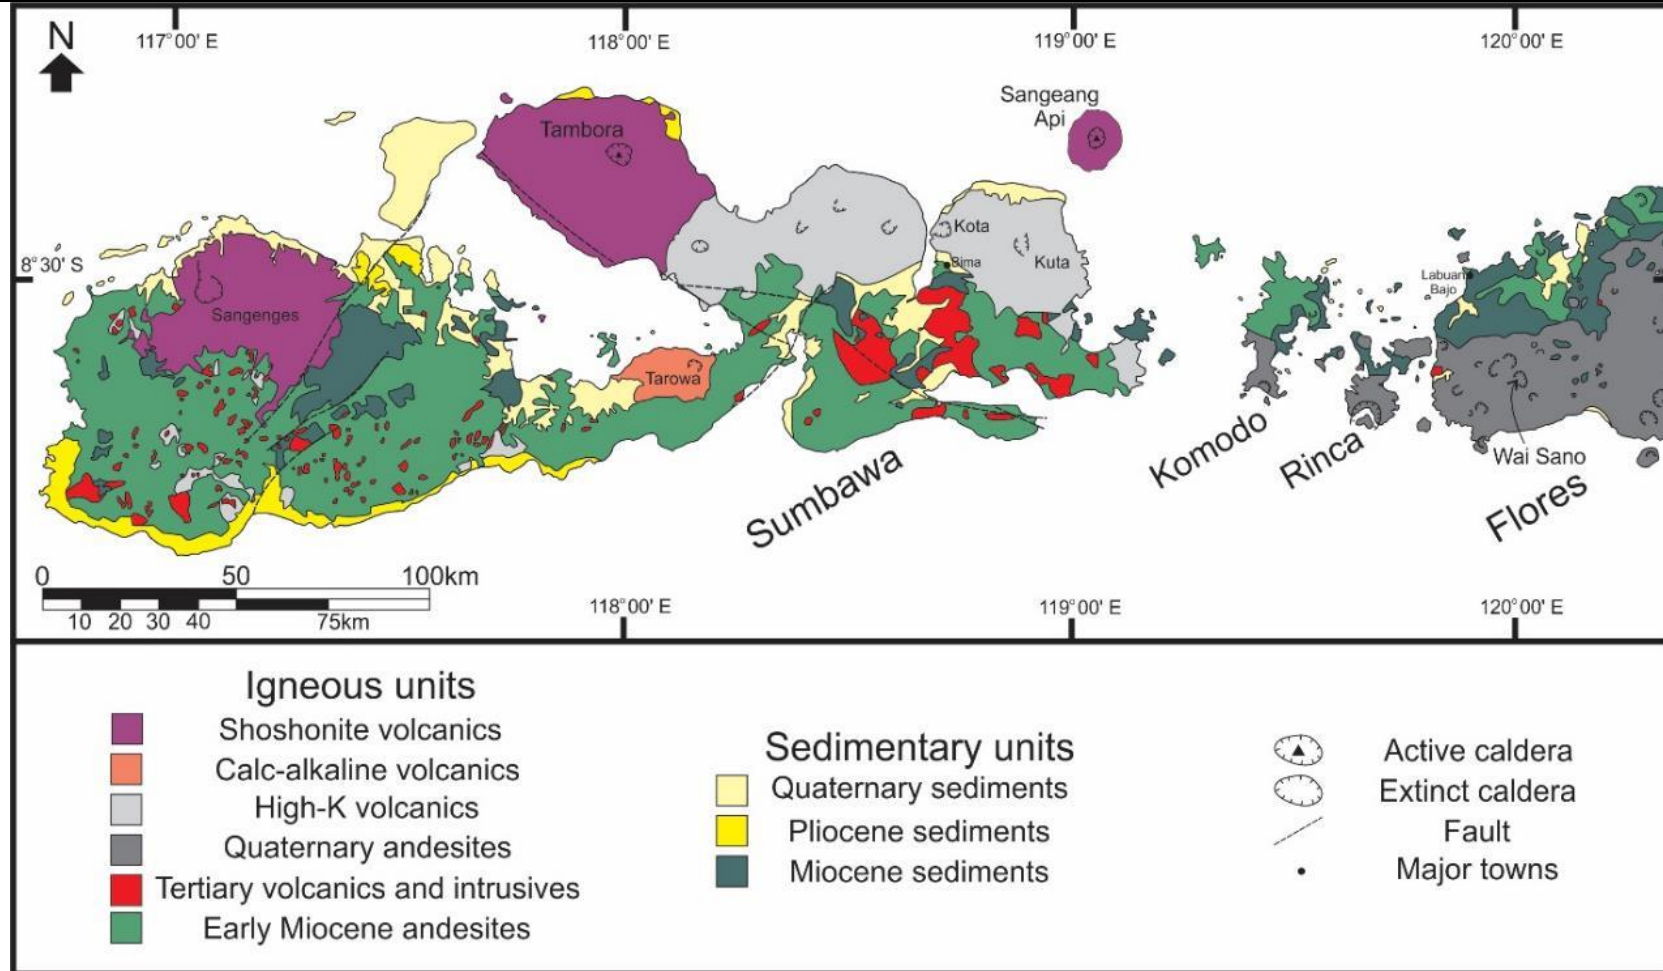 N
117°00' E
118°00' E
119°00' E
120°00' E
Sangeang
Api
Tambora
8°30' S
Kota
Bima
Kuta
Labuan
Bajo
Sangenges
Tarowa
Sumbawa
Komodo
Rinca
Wai Sano
Flores
0 50 100km
10 20 30 40 75km
118°00' E
119°00' E
120°00' E
Igneous units
Shoshonite volcanics
Calc-alkaline volcanics
High-K volcanics
Quaternary andesites
Tertiary volcanics and intrusives
Early Miocene andesites
Sedimentary units
Quaternary sediments
Pliocene sediments
Miocene sediments
Active caldera
Extinct caldera
Fault
Major towns